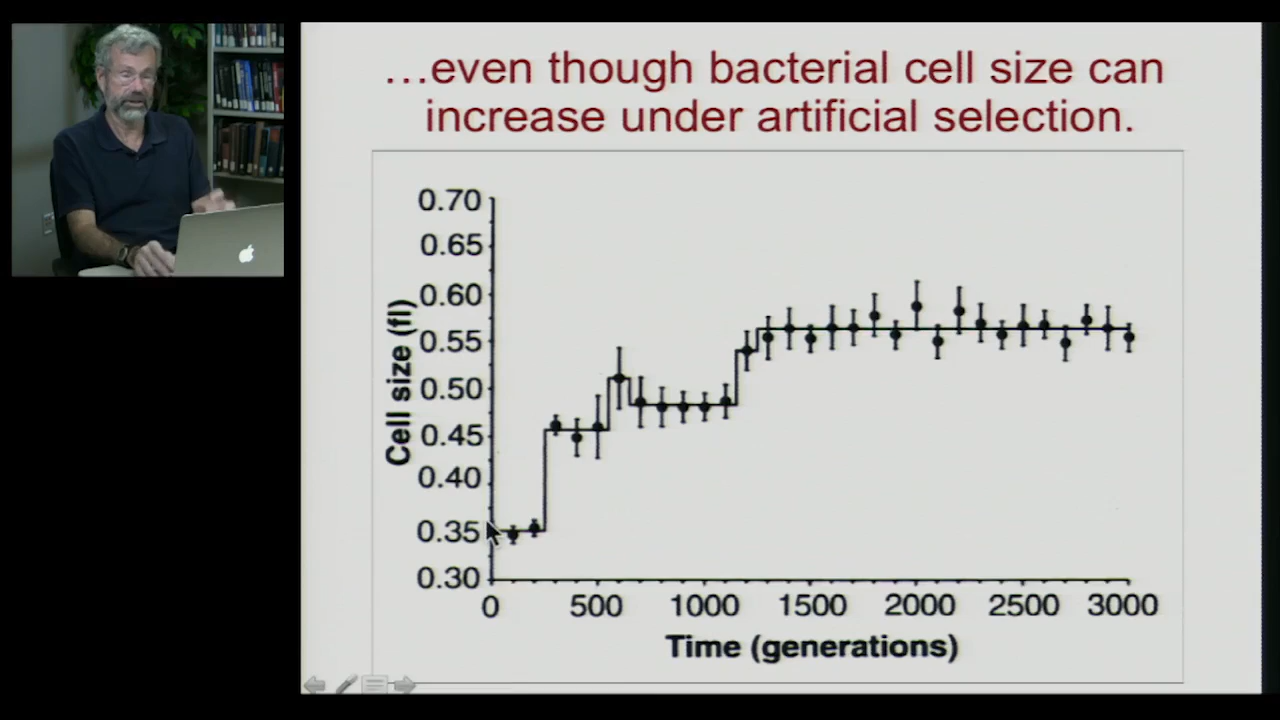 ...even though bacterial cell size can
increase under artificial selection.
0.70
0.65
0.60
0.55
0.50
0.45
0.40
0.35
0.30
Cell size (fl)
0 500 1000 1500 2000 2500 3000
Time (generations)